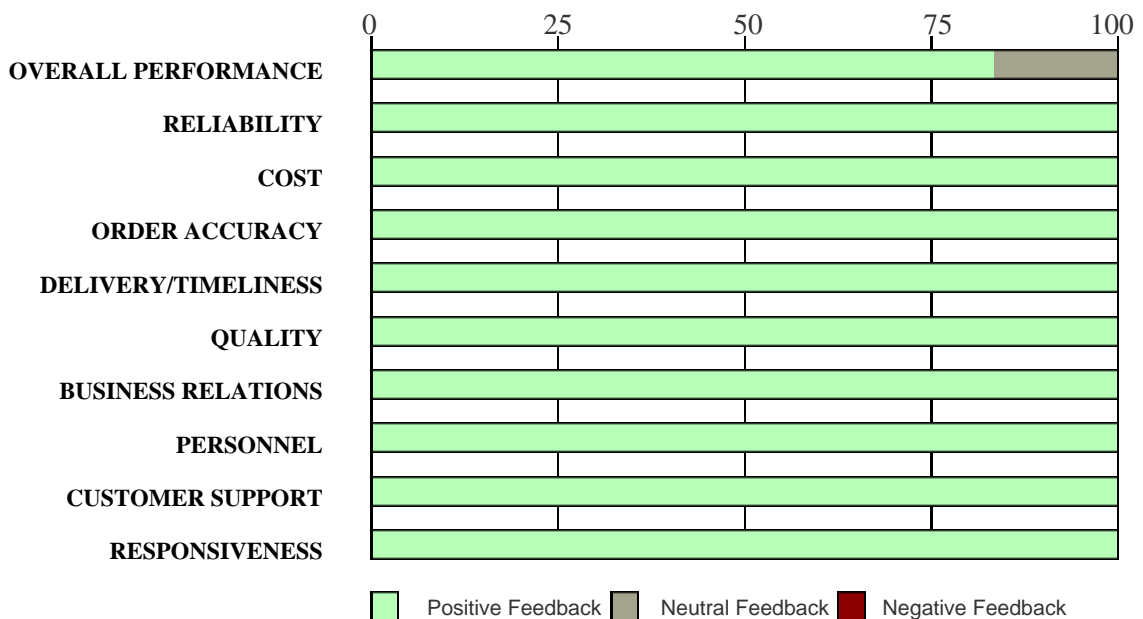 0 25 50 75 100
OVERALL PERFORMANCE
RELIABILITY
COST
ORDER ACCURACY
DELIVERY/TIMELINESS
QUALITY
BUSINESS RELATIONS
PERSONNEL
CUSTOMER SUPPORT
RESPONSIVENESS
Positive Feedback Neutral Feedback Negative Feedback